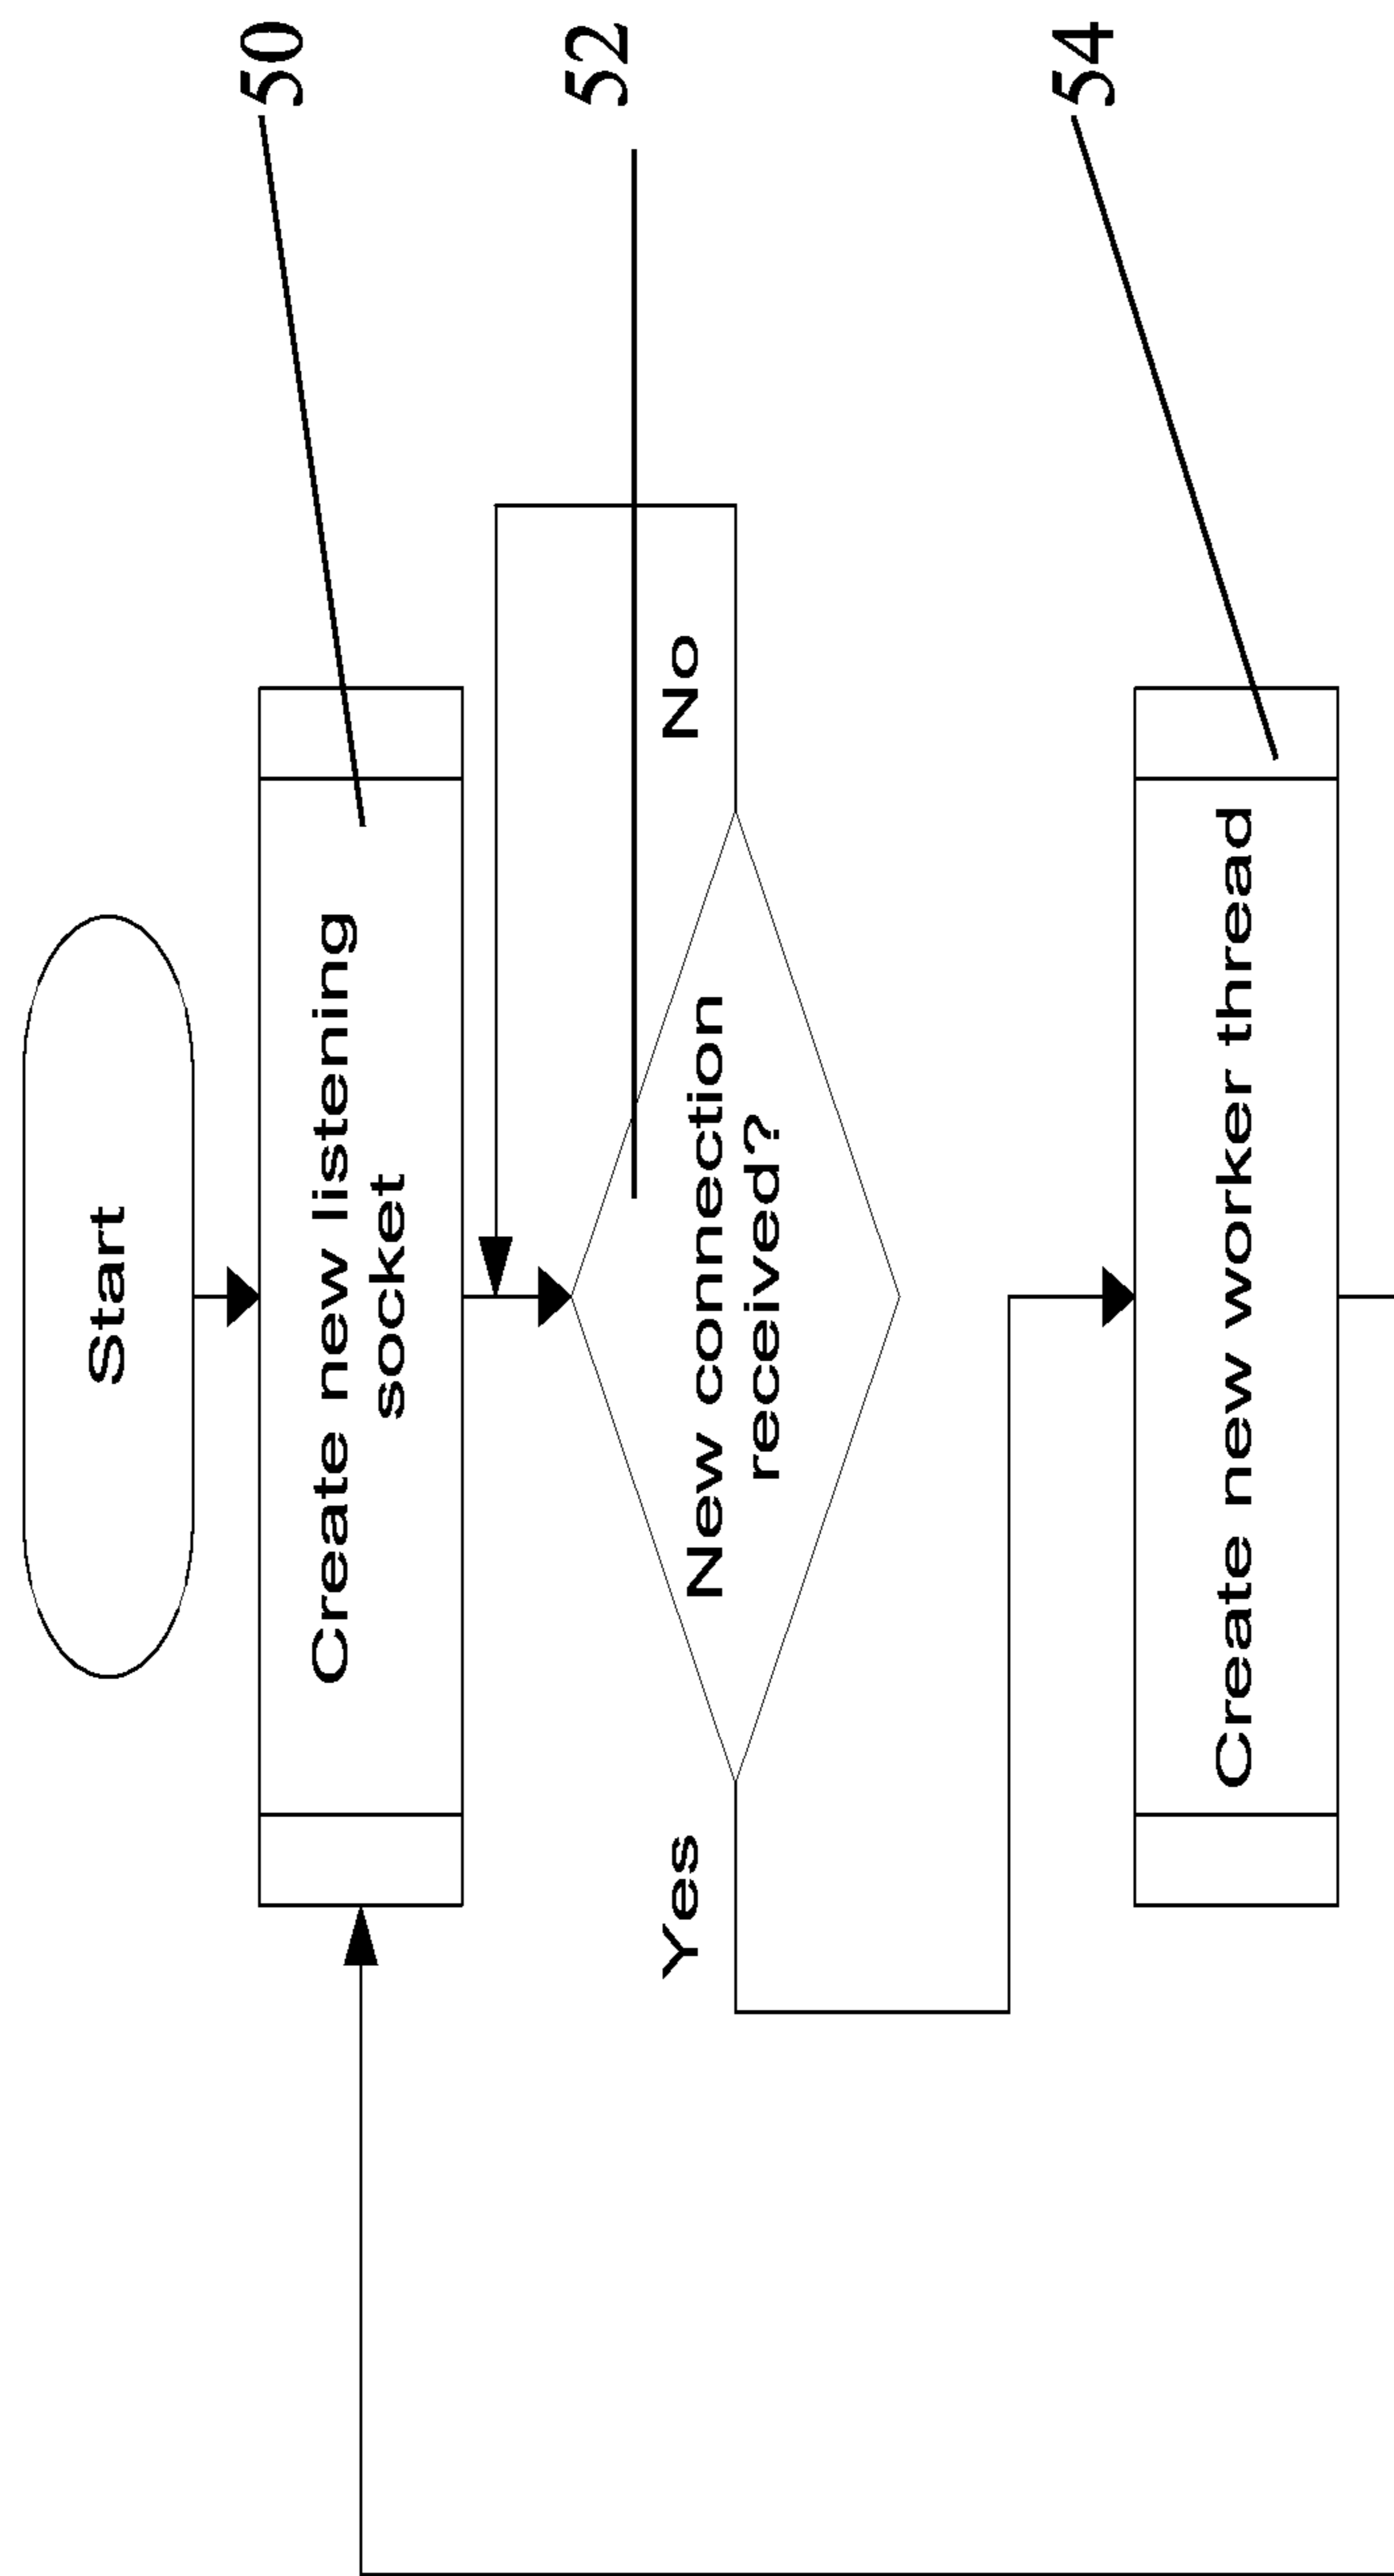 Start
50
Create new listening
socket
52
No
New connection
received?
Yes
54
Create new worker thread